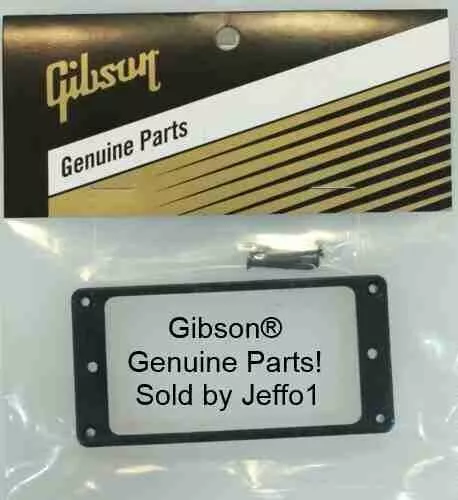 Gibson
Genuine Parts
Gibson®
Genuine Parts!
Sold by Jeffo1